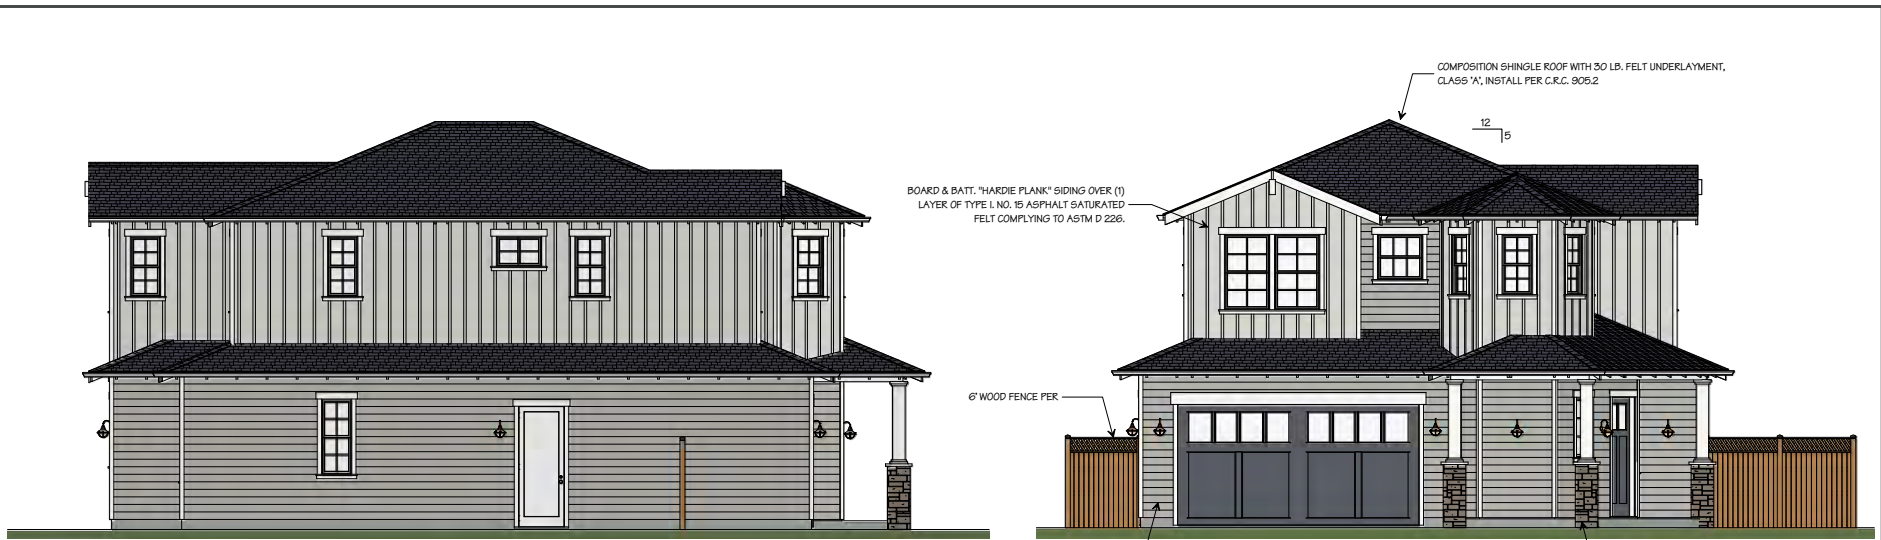 COMPOSITION SHINGLE ROOF WITH 30 LB. FELT UNDERLAYMENT,
CLASS "A", INSTALL PER C.R.C. 905.2
12
5
BOARD & BATT. "HARDIE PLANK" SIDING OVER (1)
LAYER OF TYPE I. NO. 15 ASPHALT SATURATED
FELT COMPLYING TO ASTM D 226.
6' WOOD FENCE PER